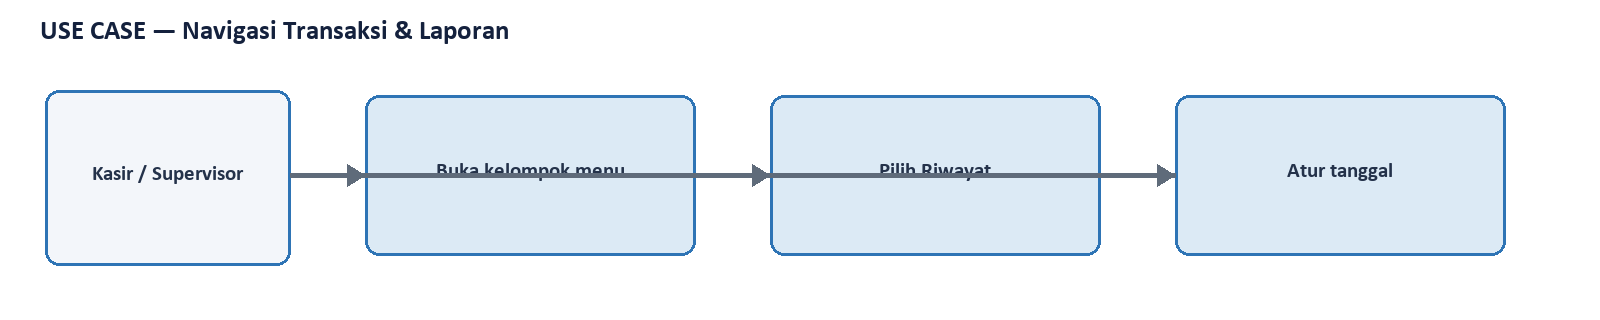 USE CASE — Navigasi Transaksi & Laporan
Kasir / Supervisor
Buka kelompok menu
Pilih Riwayat
Atur tanggal